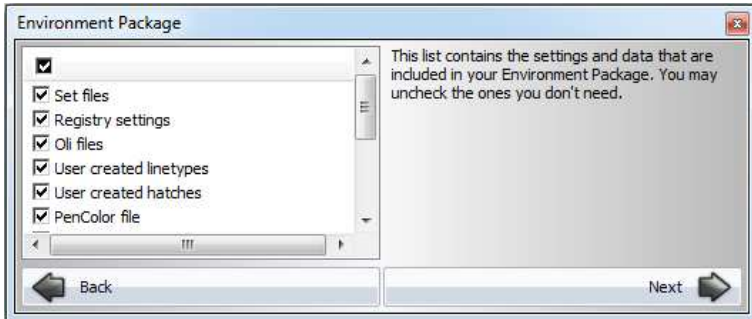 Environment Package
Set files
Registry settings
Oli files
User created linetypes
User created hatches
PenColor file
This list contains the settings and data that are
included in your Environment Package. You may
uncheck the ones you don't need.
Back
Next